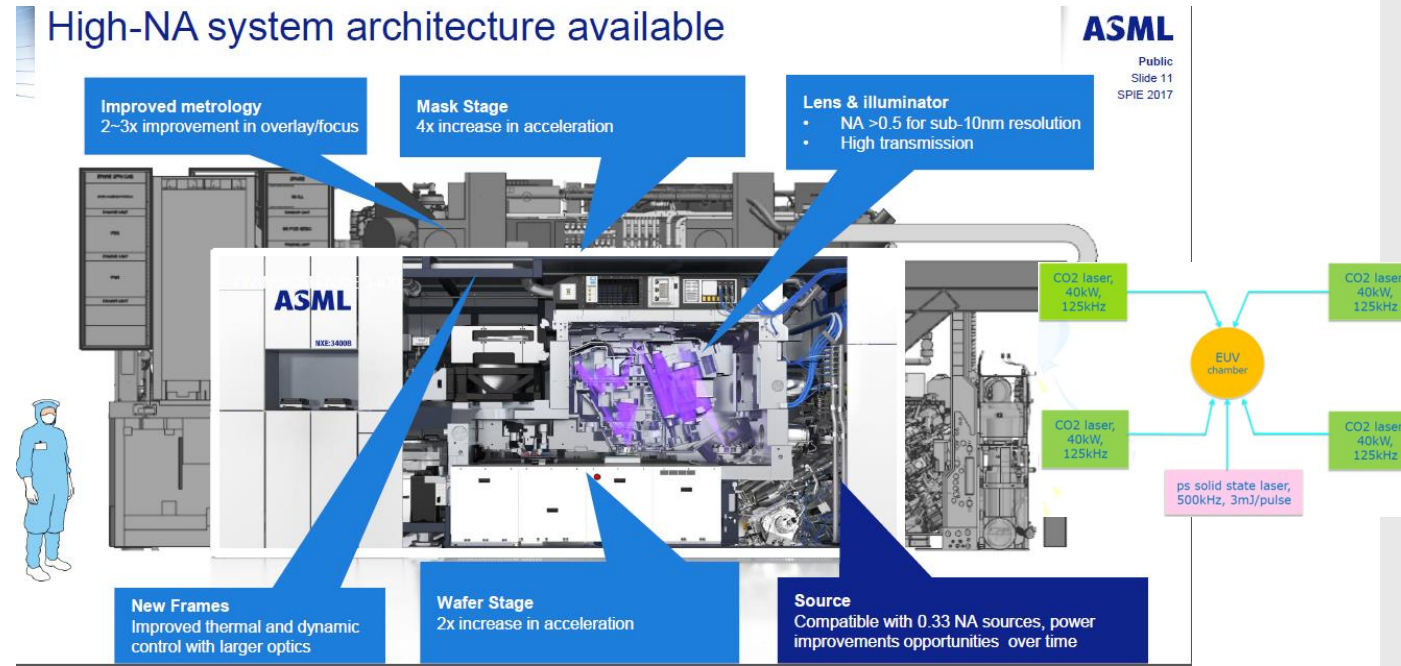 High-NA system architecture available
ASML
Public
Slide 11
SPIE 2017
Improved metrology
2~3x improvement in overlay/focus
Mask Stage
4x increase in acceleration
Lens & illuminator
• NA >0.5 for sub-10nm resolution
• High transmission
ASML
NXE:3400B
CO2 laser,
40kW,
125kHz
CO2 laser
40kW,
125kHz
EUV
chamber
CO2 laser,
40kW,
125kHz
CO2 laser
40kW,
125kHz
ps solid state laser,
500kHz, 3mJ/pulse
New Frames
Improved thermal and dynamic
control with larger optics
Wafer Stage
2x increase in acceleration
Source
Compatible with 0.33 NA sources, power
improvements opportunities over time